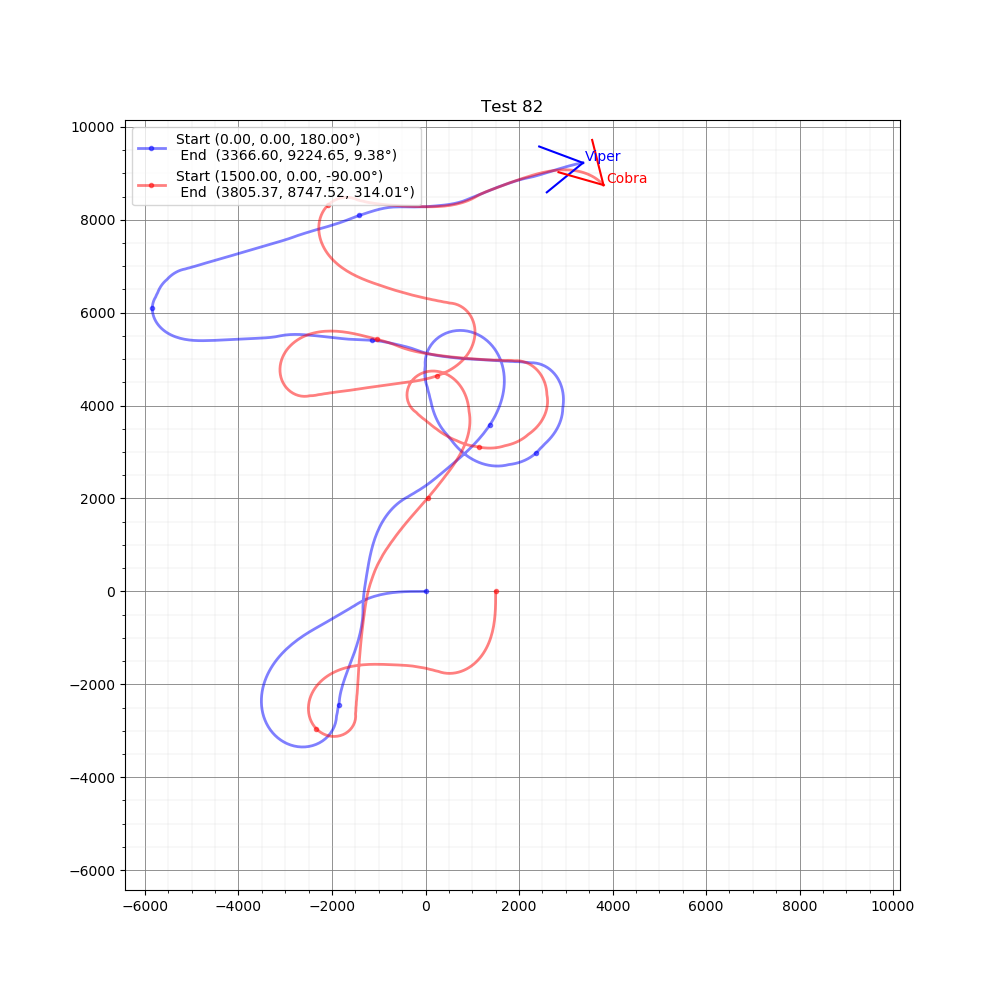 Test 82
Start (0.00, 0.00, 180.00°)
End (3366.60, 9224.65, 9.38°)
Start (1500.00, 0.00, -90.00°)
End (3805.37, 8747.52, 314.01°)
Viper
Cobra
10000
8000
6000
4000
2000
0
−2000
−4000
−6000
−6000 −4000 −2000 0 2000 4000 6000 8000 10000